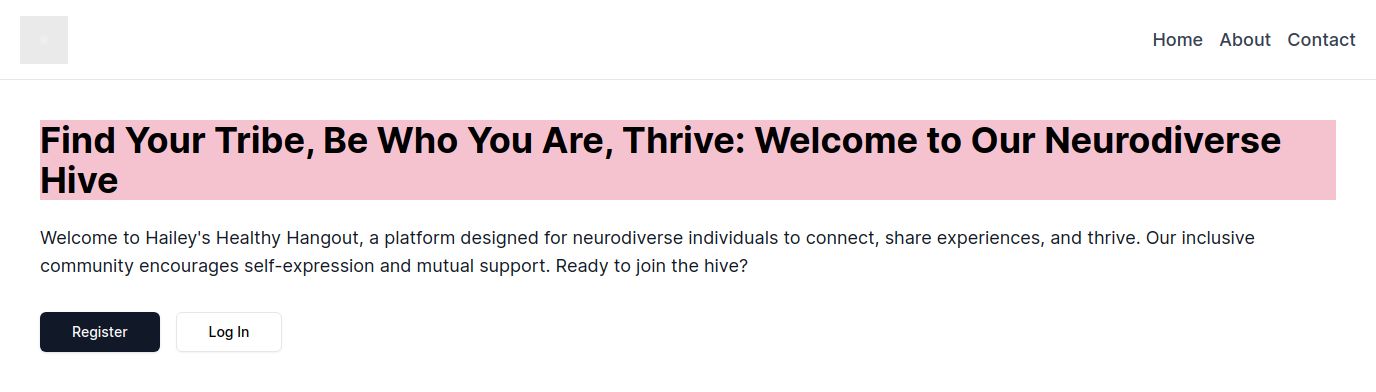 Home About Contact
Find Your Tribe, Be Who You Are, Thrive: Welcome to Our Neurodiverse
Hive
Welcome to Hailey's Healthy Hangout, a platform designed for neurodiverse individuals to connect, share experiences, and thrive. Our inclusive
community encourages self-expression and mutual support. Ready to join the hive?
Register Log In